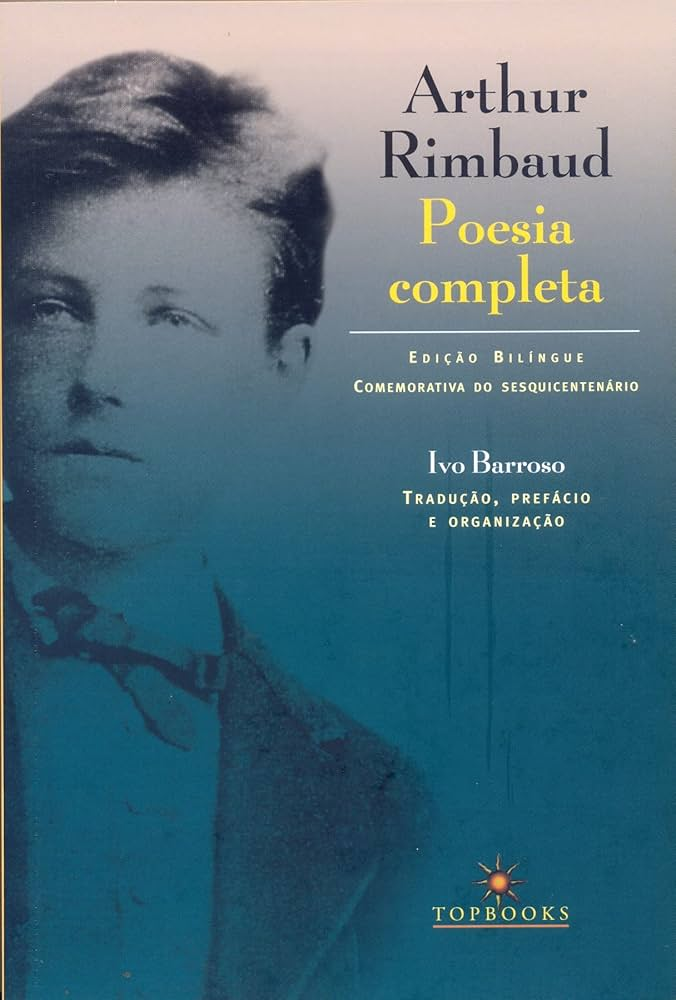 Arthur
Rimbaud
Poesia
completa
Edição Bilíngue
Comemorativa do sesquicentenário
Ivo Barroso
Tradução, prefácio
e organização
TOPBOOKS